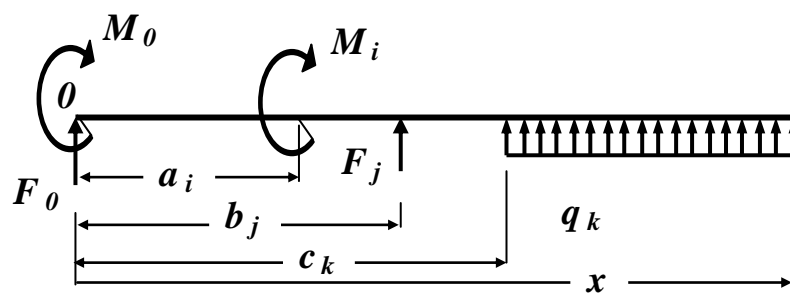 M₀
Mᵢ
0
F₀
aᵢ
Fⱼ
bⱼ
qₖ
cₖ
x